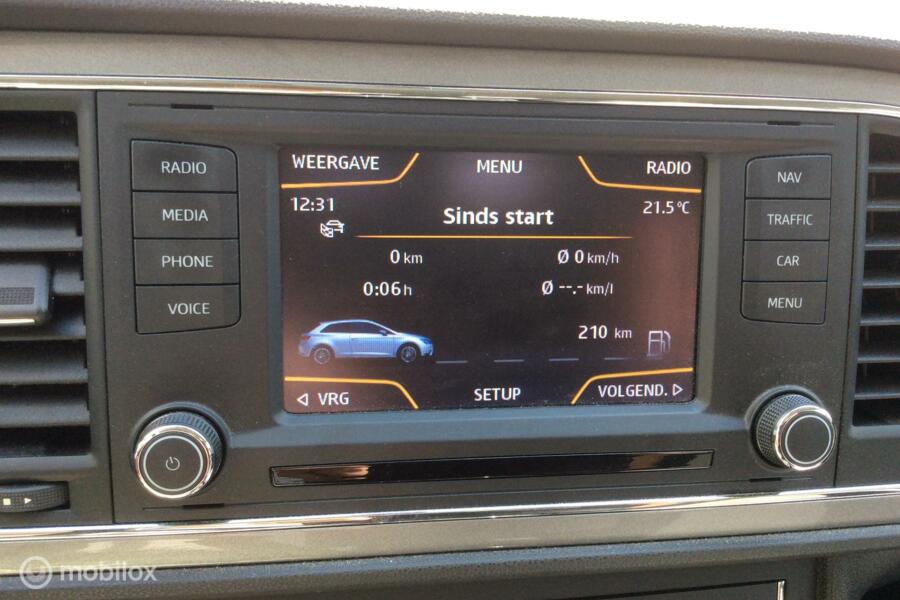 RADIO
MEDIA
PHONE
VOICE
WEERGAVE MENU RADIO
12:31 Sinds start 21.5°C
0 km Ø 0 km/h
0:06 h Ø --.- km/l
210 km
VRG SETUP VOLGEND.
NAV
TRAFFIC
CAR
MENU
© mobilox